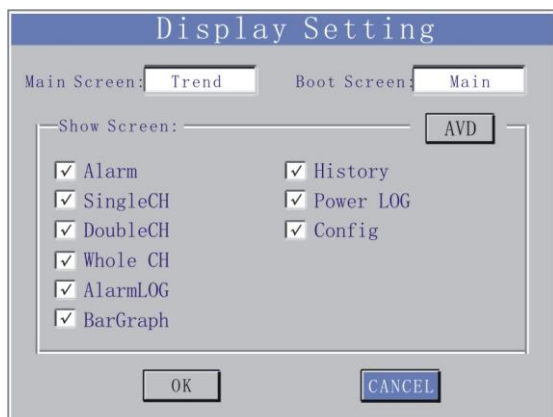 Display Setting
Main Screen: Trend Boot Screen: Main
Show Screen: AVD
Alarm History
SingleCH Power LOG
DoubleCH Config
Whole CH
AlarmLOG
BarGraph
OK CANCEL